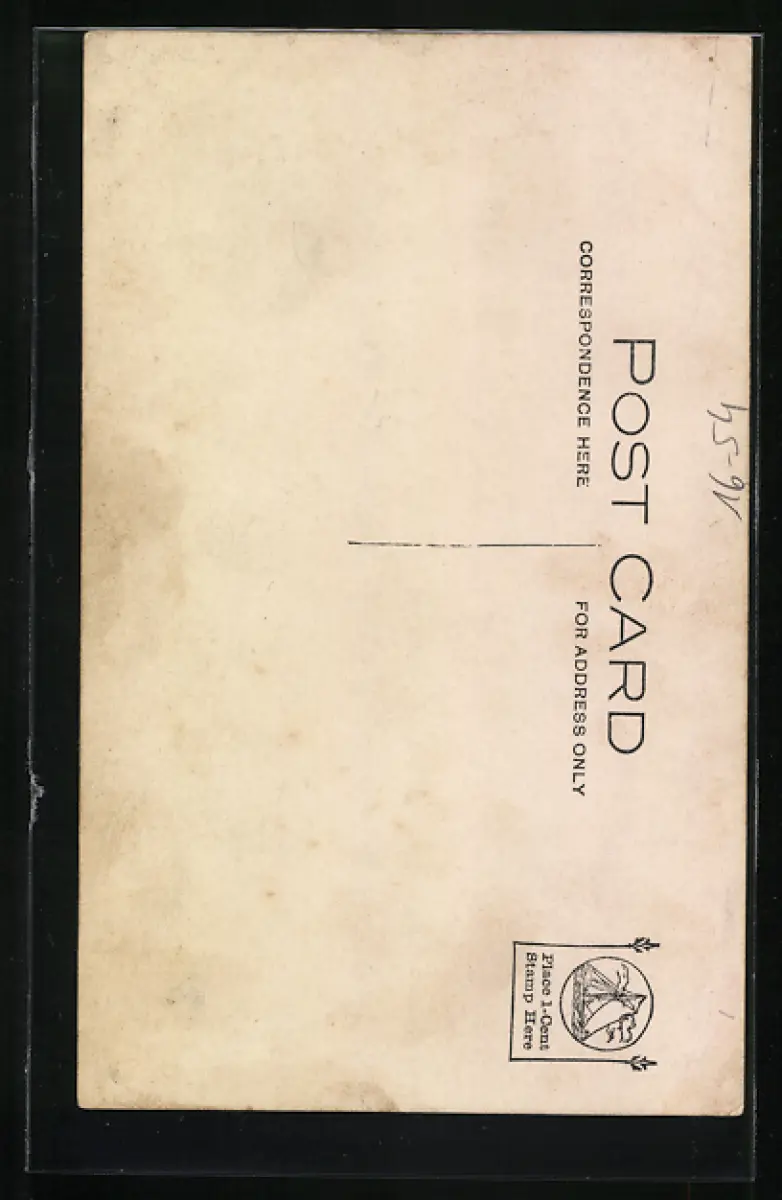 POST CARD
CORRESPONDENCE HERE
FOR ADDRESS ONLY
Place 1-Cent
Stamp Here